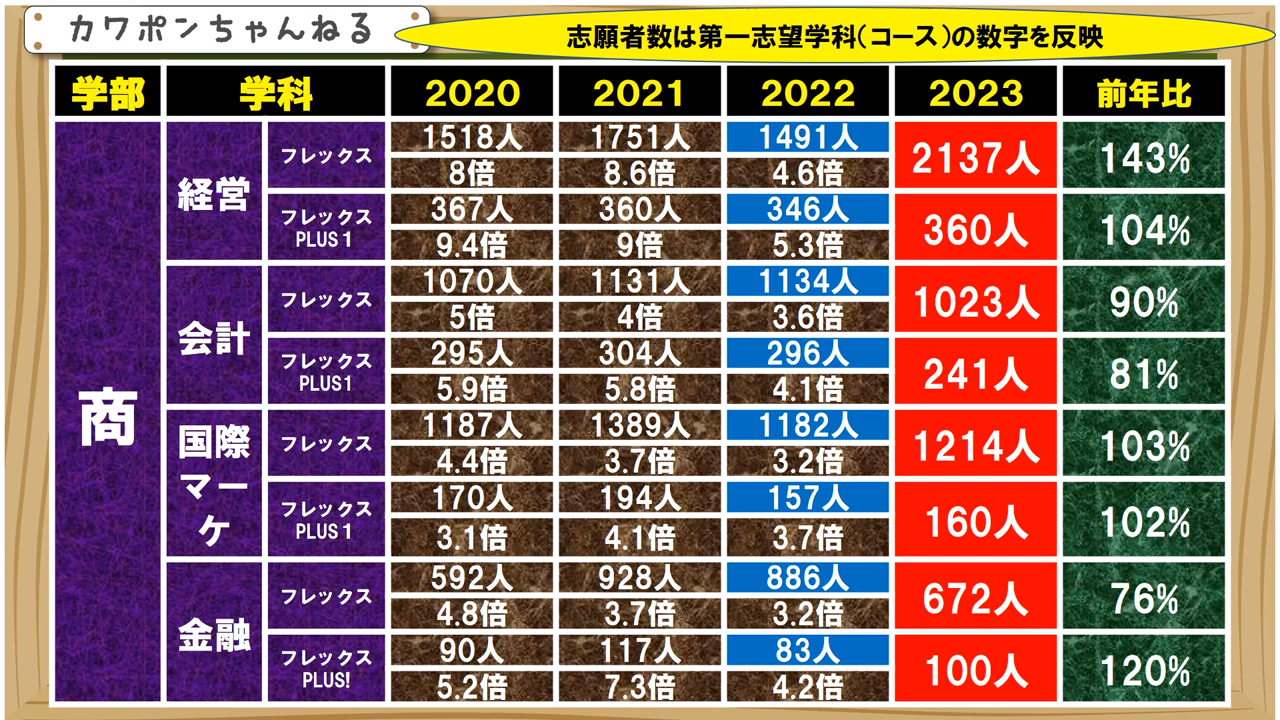 カワポンちゃんねる
志願者数は第一志望学科(コース)の数字を反映
学部 学科 2020 2021 2022 2023 前年比
商
経営
フレックス
1518人 1751人 1491人 2137人 143%
8倍 8.6倍 4.6倍
フレックス
PLUS1
367人 360人 346人 360人 104%
9.4倍 9倍 5.3倍
会計
フレックス
1070人 1131人 1134人 1023人 90%
5倍 4倍 3.6倍
フレックス
PLUS1
295人 304人 296人 241人 81%
5.9倍 5.8倍 4.1倍
国際
マー
ケ
フレックス
1187人 1389人 1182人 1214人 103%
4.4倍 3.7倍 3.2倍
フレックス
PLUS1
170人 194人 157人 160人 102%
3.1倍 4.1倍 3.7倍
金融
フレックス
592人 928人 886人 672人 76%
4.8倍 3.7倍 3.2倍
フレックス
PLUS!
90人 117人 83人 100人 120%
5.2倍 7.3倍 4.2倍